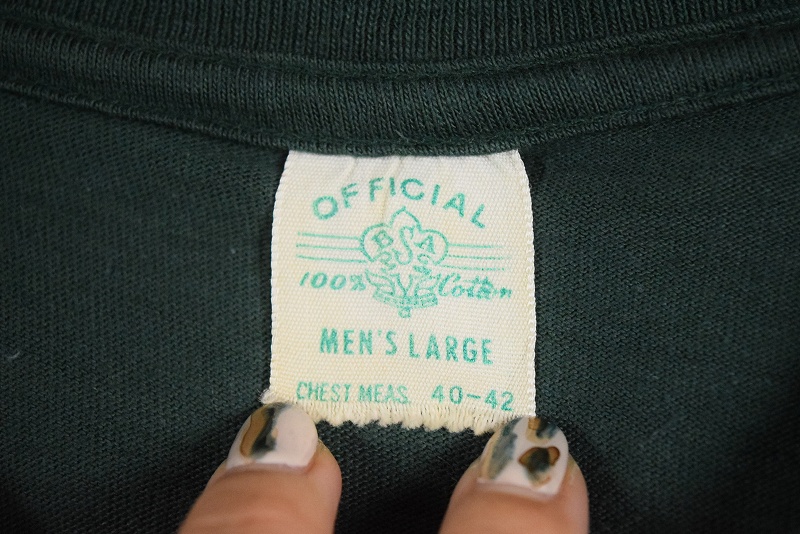 OFFICIAL
BSA
100% Cotton
MEN'S LARGE
CHEST MEAS. 40-42